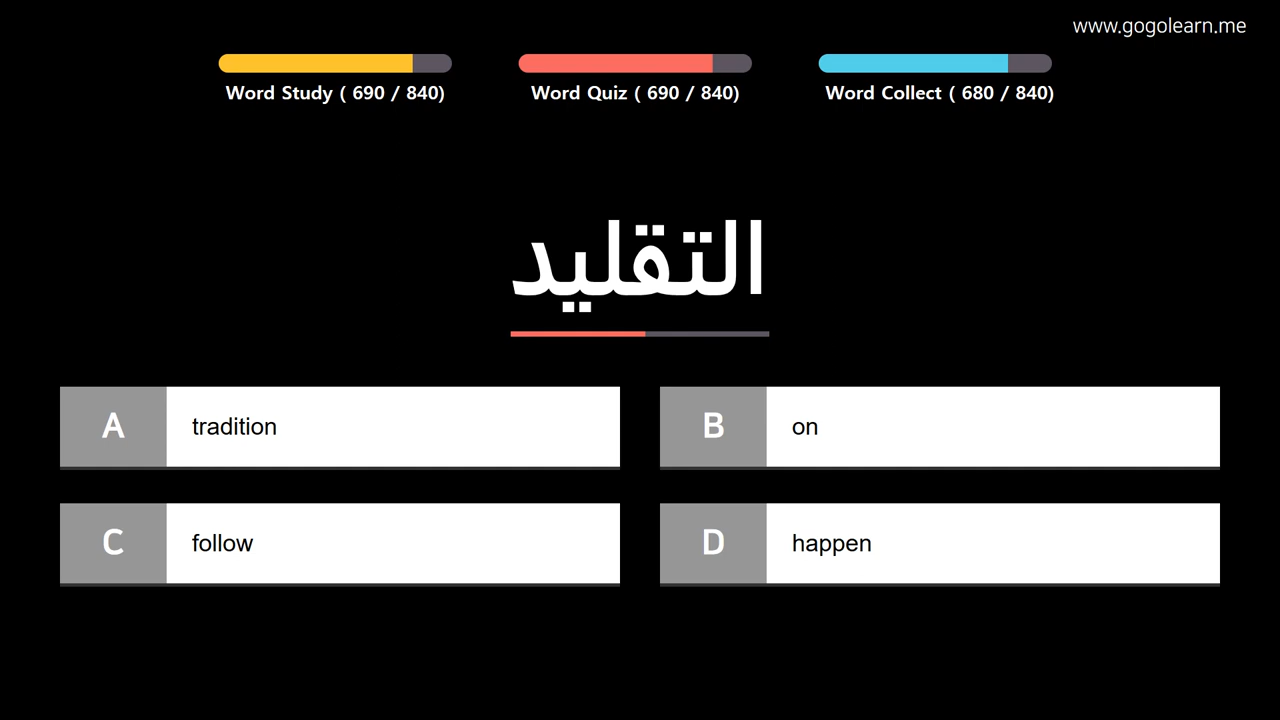 www.gogolearn.me
Word Study ( 690 / 840)
Word Quiz ( 690 / 840)
Word Collect ( 680 / 840)
التقليد
A tradition
B on
C follow
D happen